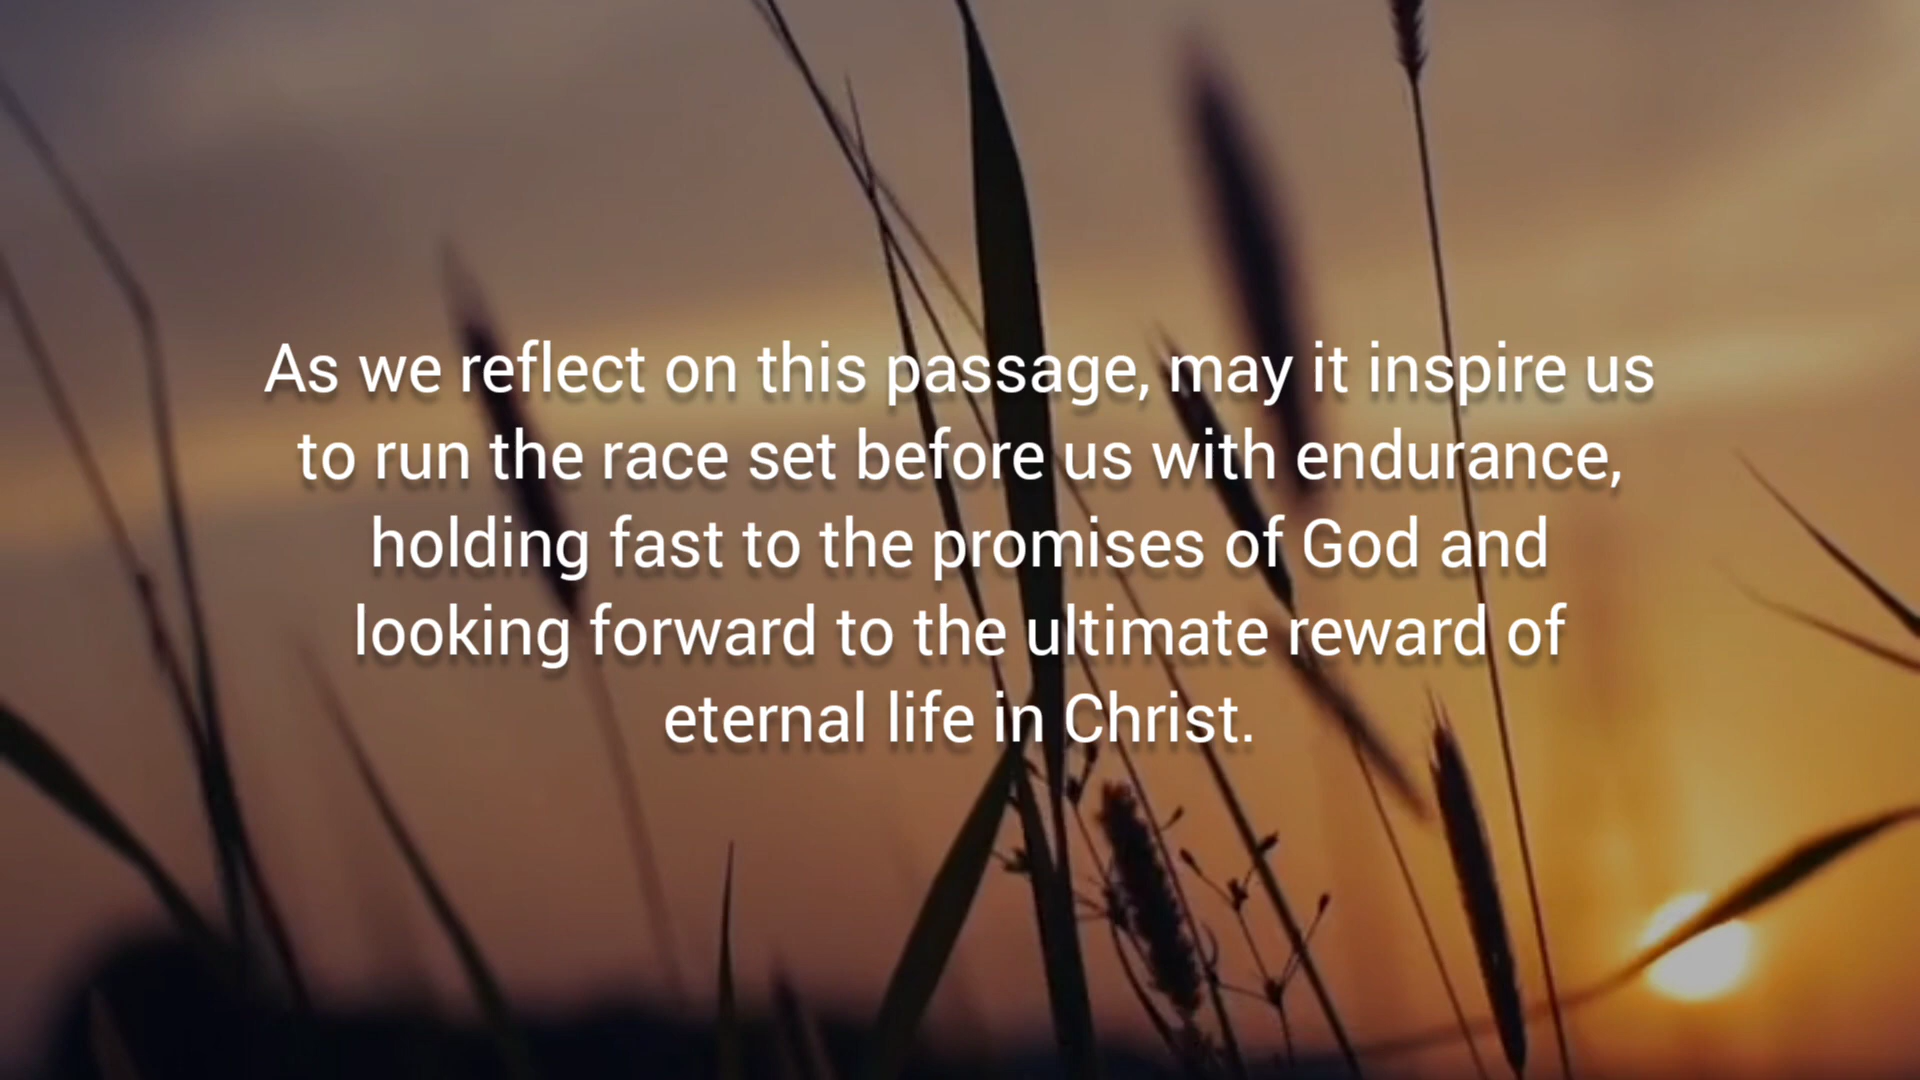 As we reflect on this passage, may it inspire us
to run the race set before us with endurance,
holding fast to the promises of God and
looking forward to the ultimate reward of
eternal life in Christ.